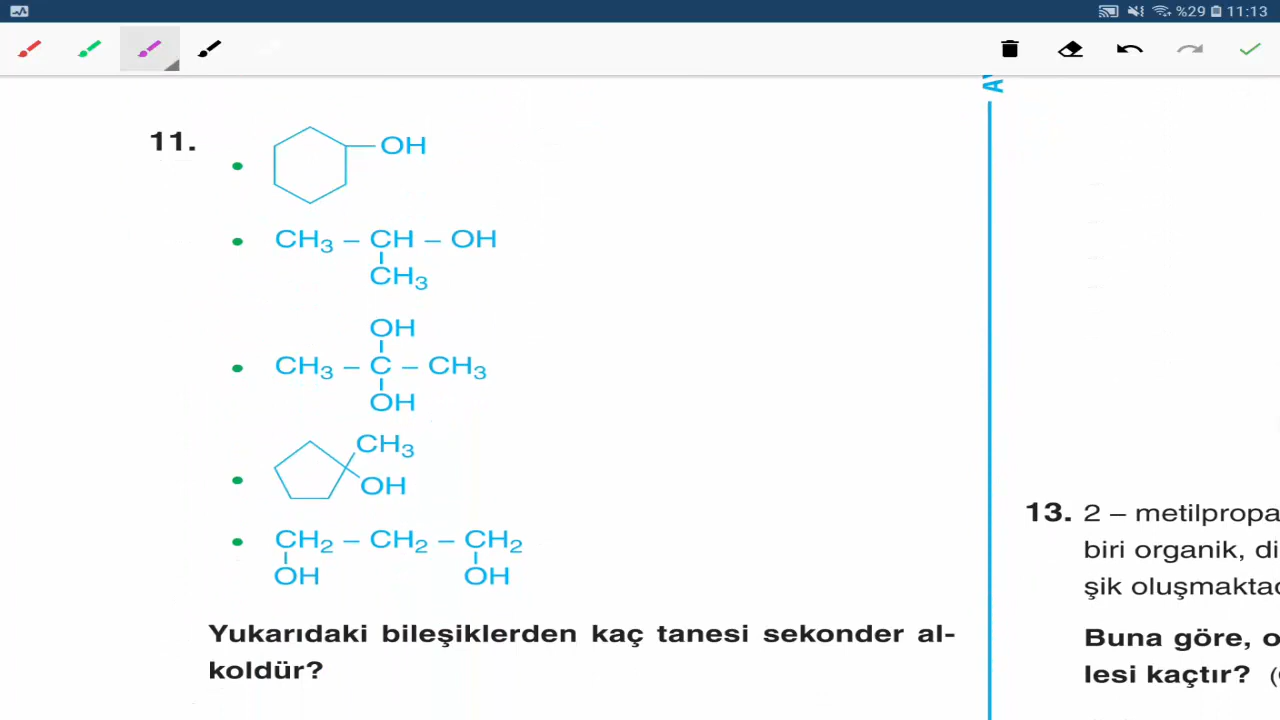 %29 11:13
AY
11.
OH
CH3 – CH – OH
CH3
OH
CH3 – C – CH3
OH
CH3
OH
CH2 – CH2 – CH2
OH OH
Yukarıdaki bileşiklerden kaç tanesi sekonder al-
koldür?
13. 2 – metilpropa
biri organik, di
şik oluşmaktad
Buna göre, o
lesi kaçtır? (